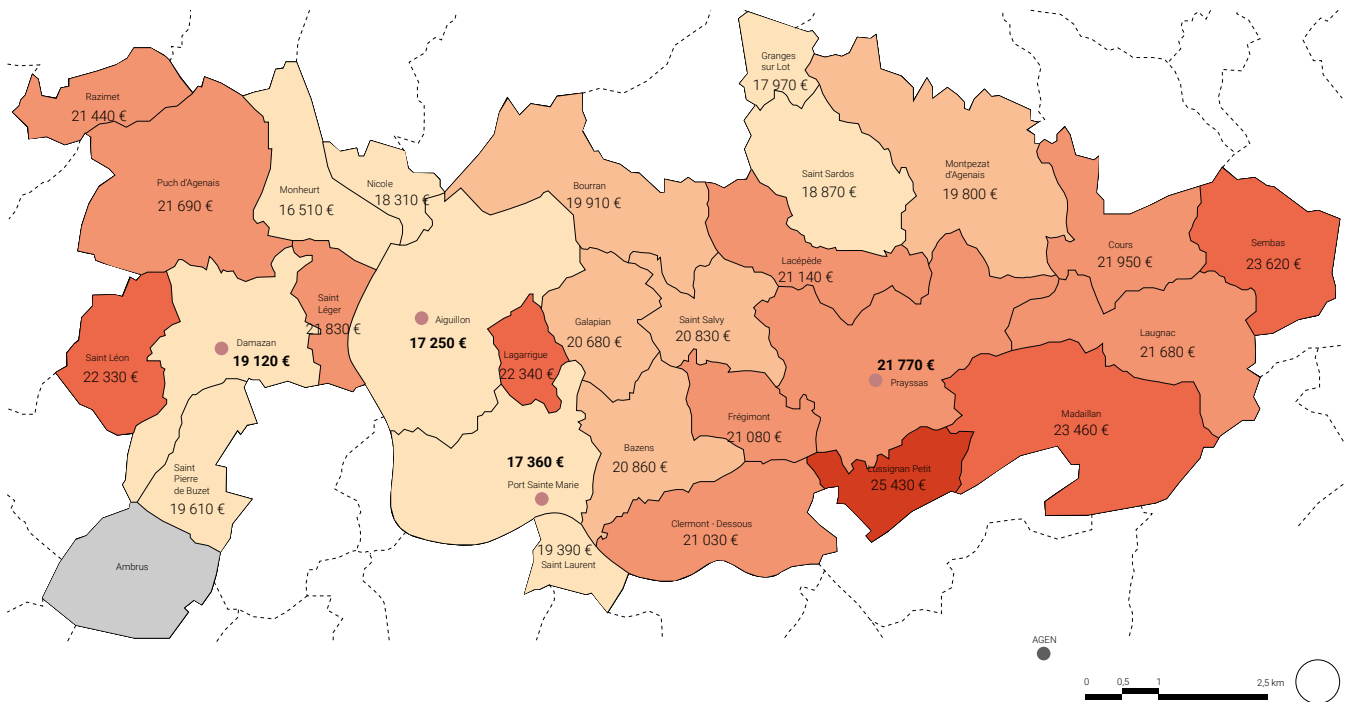 Granges
sur Lot
17 970 €
Razimet
21 440 €
Puch d'Agenais
21 690 €
Monheurt
16 510 €
Nicole
18 310 €
Bourran
19 910 €
Saint Sardos
18 870 €
Montpezat
d'Agenais
19 800 €
Cours
21 950 €
Sembas
23 620 €
Lacépède
21 140 €
Saint
Léger
21 830 €
Aiguillon
17 250 €
Galapian
20 680 €
Saint Salvy
20 830 €
Laugnac
21 680 €
Saint Léon
22 330 €
Damazan
19 120 €
Lagarrigue
22 340 €
21 770 €
Prayssas
Frégimont
21 080 €
Madaillan
23 460 €
Bazens
20 860 €
17 360 €
Port Sainte Marie
Lussignan Petit
25 430 €
Saint
Pierre
de Buzet
19 610 €
Clermont - Dessous
21 030 €
19 390 €
Saint Laurent
Ambrus
AGEN
0 0,5 1 2,5 km